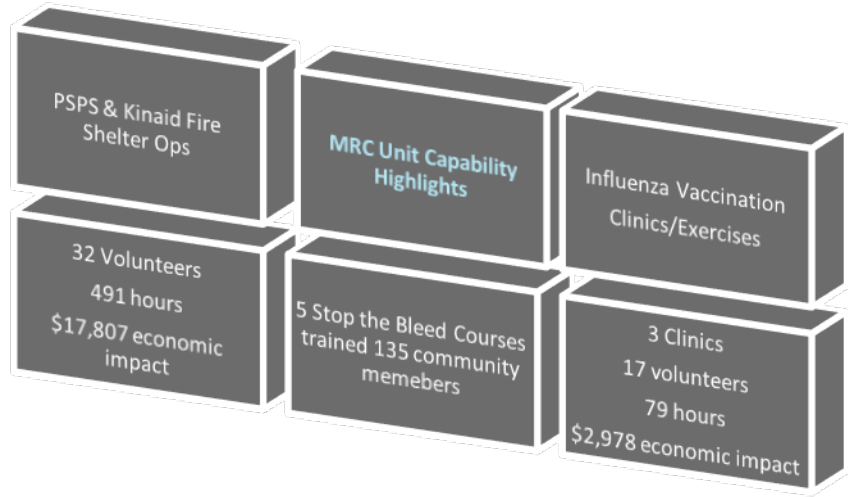 PSPS & Kinaid Fire
Shelter Ops
MRC Unit Capability
Highlights
Influenza Vaccination
Clinics/Exercises
32 Volunteers
491 hours
$17,807 economic
impact
5 Stop the Bleed Courses
trained 135 community
memebers
3 Clinics
17 volunteers
79 hours
$2,978 economic impact